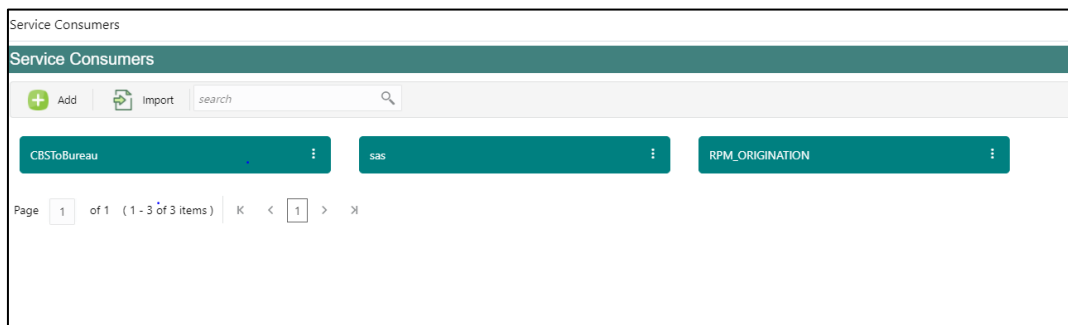 Service Consumers
Service Consumers
Add Import search
CBSToBureau sas RPM_ORIGINATION
Page 1 of 1 (1 - 3 of 3 items) K < 1 > Ʞ